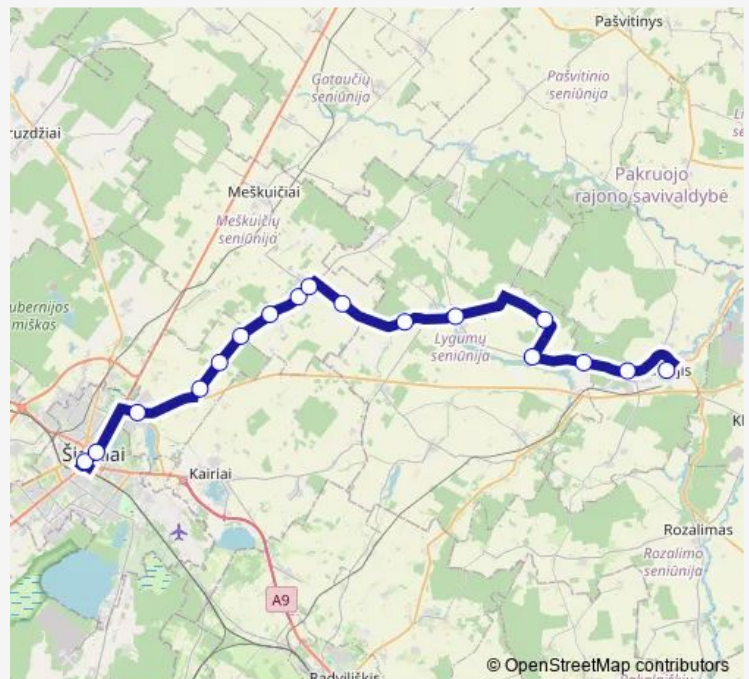 Pašvitinys
Gataučių
seniūnija
Pašvitinio
seniūnija
Pakruojo
rajono savivaldybė
Meškuičiai
Meškuičių
seniūnija
miškas
Lygumų
seniūnija
Kairiai
Rozalimas
Rozalimo
seniūnija
A9
© OpenStreetMap contributors